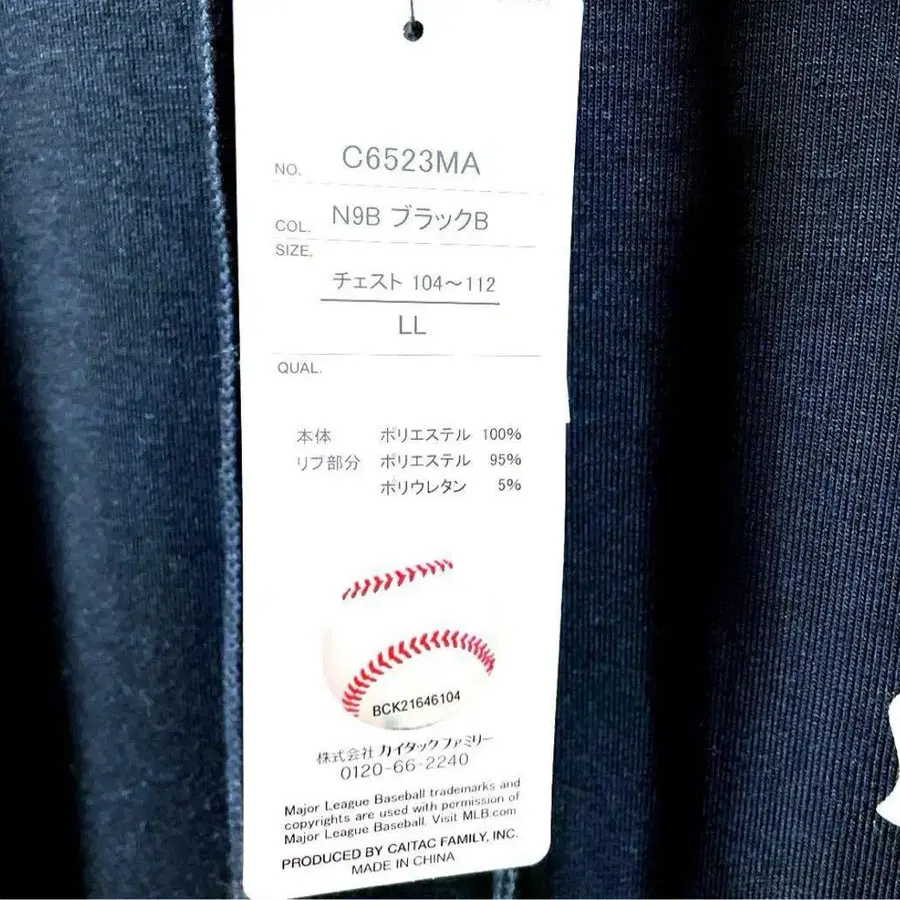 NO. C6523MA
COL. N9B ブラックB
SIZE.
チェスト 104〜112
LL
QUAL.
本体 ポリエステル 100%
リブ部分 ポリエステル 95%
ポリウレタン 5%
BCK21646104
株式会社 カイタックファミリー
0120-66-2240
Major League Baseball trademarks and
copyrights are used with permission of
Major League Baseball. Visit MLB.com
PRODUCED BY CAITAC FAMILY, INC.
MADE IN CHINA